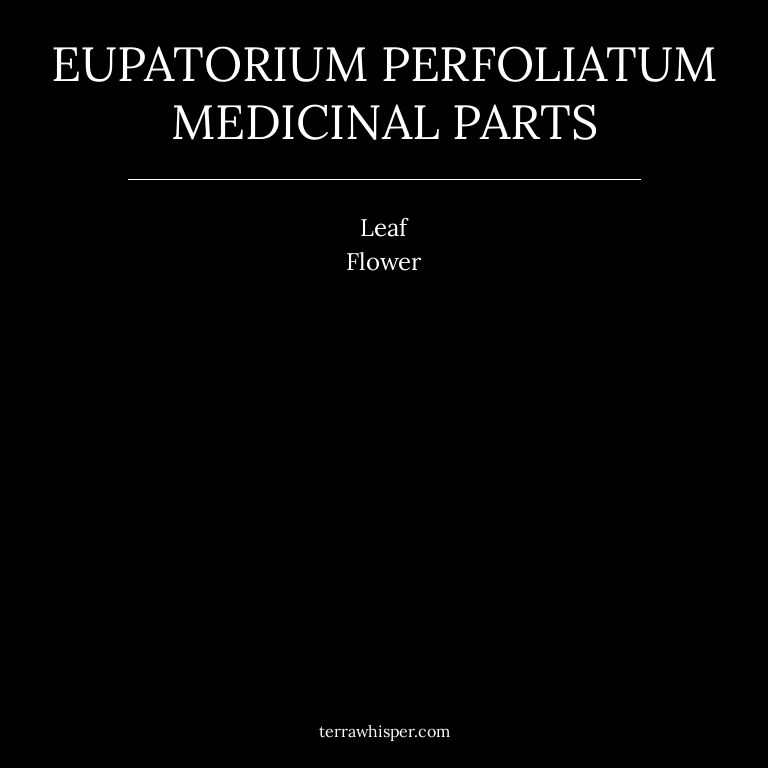 EUPATORIUM PERFOLIATUM
MEDICINAL PARTS
Leaf
Flower
terrawhisper.com